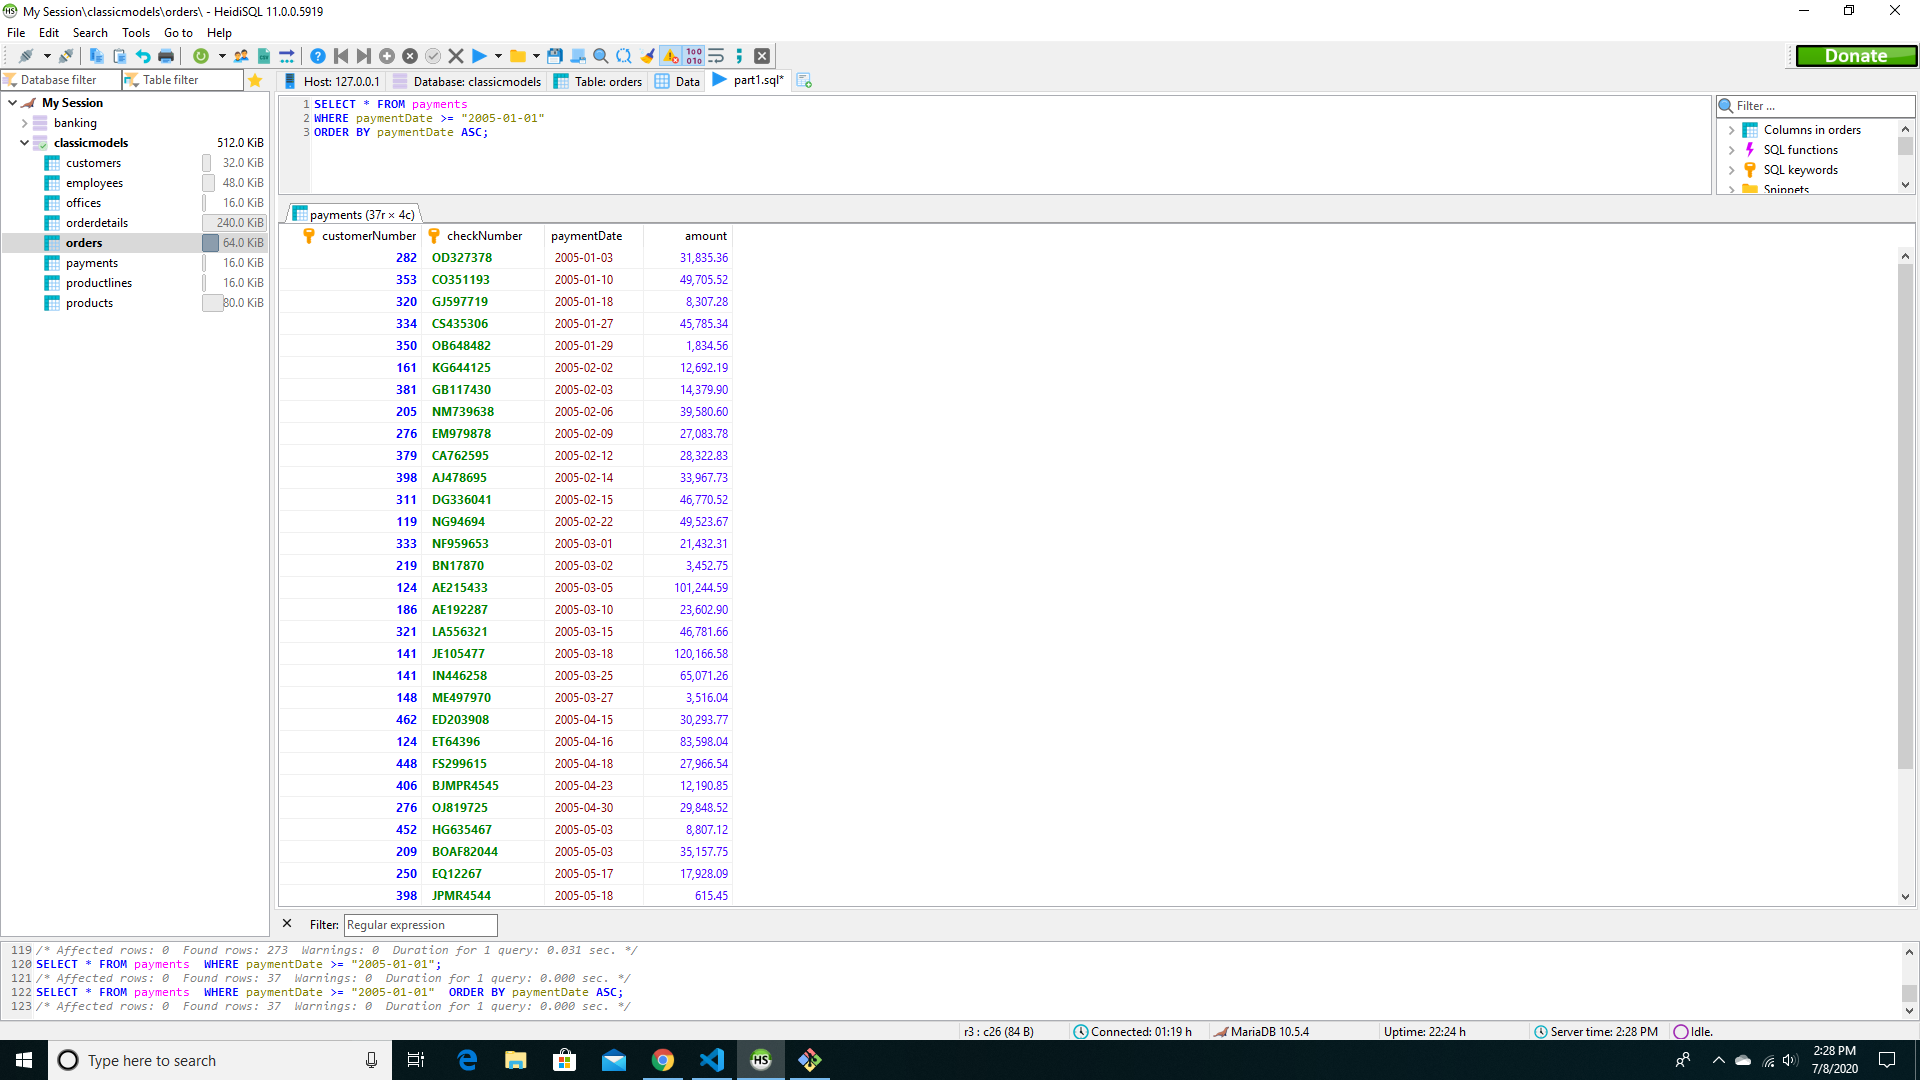 My Session\classicmodels\orders\ - HeidiSQL 11.0.0.5919
File Edit Search Tools Go to Help
Donate
Database filter Table filter
Host: 127.0.0.1 Database: classicmodels Table: orders Data part1.sql*
My Session
banking
classicmodels 512.0 KiB
customers 32.0 KiB
employees 48.0 KiB
offices 16.0 KiB
orderdetails 240.0 KiB
orders 64.0 KiB
payments 16.0 KiB
productlines 16.0 KiB
products 80.0 KiB
1 SELECT * FROM payments
2 WHERE paymentDate >= "2005-01-01"
3 ORDER BY paymentDate ASC;
Filter ...
Columns in orders
SQL functions
SQL keywords
Snippets
payments (37r × 4c)
customerNumber checkNumber paymentDate amount
282 OD327378 2005-01-03 31,835.36
353 CO351193 2005-01-10 49,705.52
320 GJ597719 2005-01-18 8,307.28
334 CS435306 2005-01-27 45,785.34
350 OB648482 2005-01-29 1,834.56
161 KG644125 2005-02-02 12,692.19
381 GB117430 2005-02-03 14,379.90
205 NM739638 2005-02-06 39,580.60
276 EM979878 2005-02-09 27,083.78
379 CA762595 2005-02-12 28,322.83
398 AJ478695 2005-02-14 33,967.73
311 DG336041 2005-02-15 46,770.52
119 NG94694 2005-02-22 49,523.67
333 NF959653 2005-03-01 21,432.31
219 BN17870 2005-03-02 3,452.75
124 AE215433 2005-03-05 101,244.59
186 AE192287 2005-03-10 23,602.90
321 LA556321 2005-03-15 46,781.66
141 JE105477 2005-03-18 120,166.58
141 IN446258 2005-03-25 65,071.26
148 ME497970 2005-03-27 3,516.04
462 ED203908 2005-04-15 30,293.77
124 ET64396 2005-04-16 83,598.04
448 FS299615 2005-04-18 27,966.54
406 BJMPR4545 2005-04-23 12,190.85
276 OJ819725 2005-04-30 29,848.52
452 HG635467 2005-05-03 8,807.12
209 BOAF82044 2005-05-03 35,157.75
250 EQ12267 2005-05-17 17,928.09
398 JPMR4544 2005-05-18 615.45
Filter: Regular expression
119 /* Affected rows: 0 Found rows: 273 Warnings: 0 Duration for 1 query: 0.031 sec. */
120 SELECT * FROM payments WHERE paymentDate >= "2005-01-01";
121 /* Affected rows: 0 Found rows: 37 Warnings: 0 Duration for 1 query: 0.000 sec. */
122 SELECT * FROM payments WHERE paymentDate >= "2005-01-01" ORDER BY paymentDate ASC;
123 /* Affected rows: 0 Found rows: 37 Warnings: 0 Duration for 1 query: 0.000 sec. */
r3 : c26 (84 B) Connected: 01:19 h MariaDB 10.5.4 Uptime: 22:24 h Server time: 2:28 PM Idle.
Type here to search
HS
2:28 PM
7/8/2020